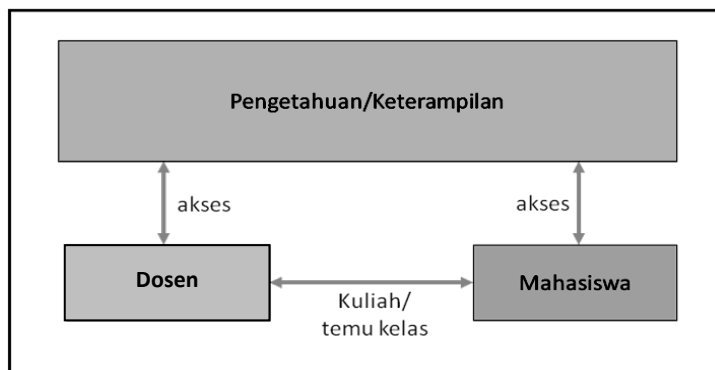 Pengetahuan/Keterampilan
akses
akses
Dosen
Mahasiswa
Kuliah/
temu kelas